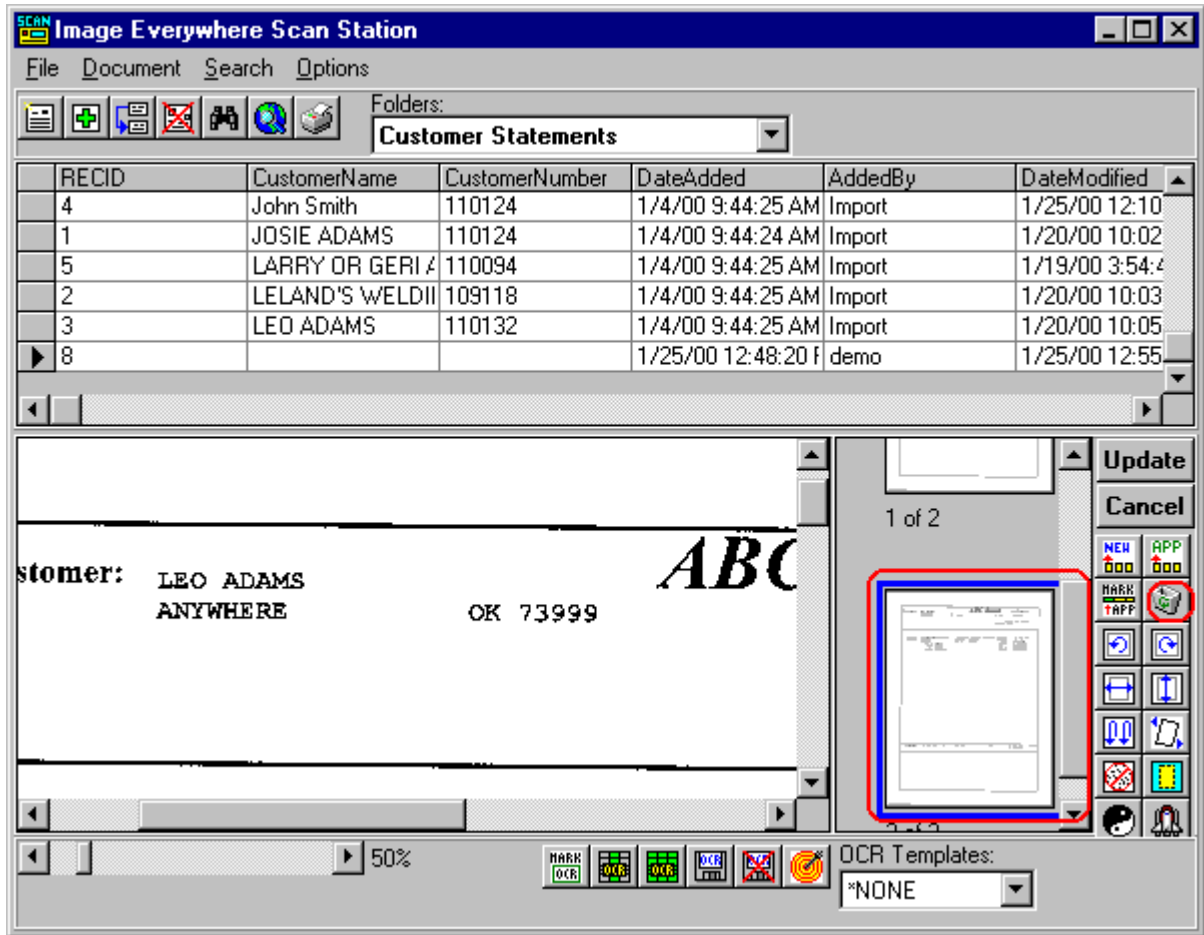 SCAN Image Everywhere Scan Station
File Document Search Options
Folders:
Customer Statements
RECID CustomerName CustomerNumber DateAdded AddedBy DateModified
4 John Smith 110124 1/4/00 9:44:25 AM Import 1/25/00 12:10
1 JOSIE ADAMS 110124 1/4/00 9:44:24 AM Import 1/20/00 10:02
5 LARRY OR GERI 110094 1/4/00 9:44:25 AM Import 1/19/00 3:54:
2 LELAND'S WELDI 109118 1/4/00 9:44:25 AM Import 1/20/00 10:03
3 LEO ADAMS 110132 1/4/00 9:44:25 AM Import 1/20/00 10:05
8 1/25/00 12:48:20 demo 1/25/00 12:55
Update
1 of 2
Cancel
NEW APP
MARK APP
stomer: LEO ADAMS ABC
ANYWHERE OK 73999
2 of 2
50%
MARK OCR OCR OCR OCR OCR
OCR Templates:
*NONE